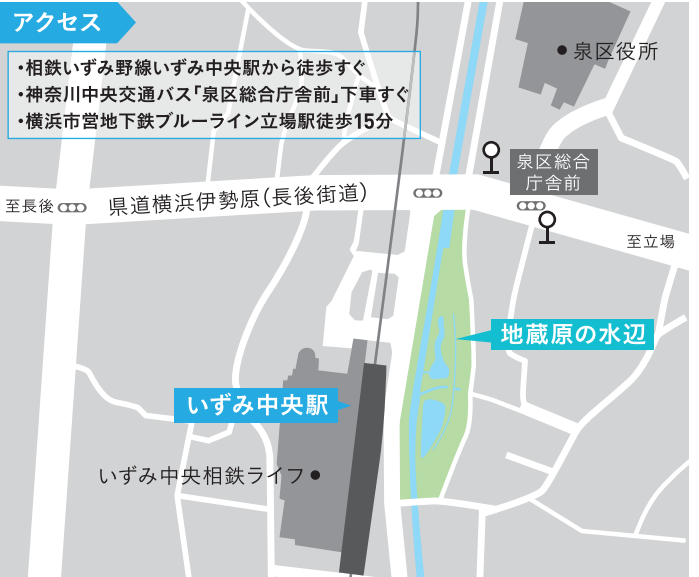 アクセス
・相鉄いずみ野線いずみ中央駅から徒歩すぐ
・神奈川中央交通バス「泉区総合庁舎前」下車すぐ
・横浜市営地下鉄ブルーライン立場駅徒歩15分
泉区役所
泉区総合
庁舎前
至長後
県道横浜伊勢原(長後街道)
至立場
地蔵原の水辺
いずみ中央駅
いずみ中央相鉄ライフ